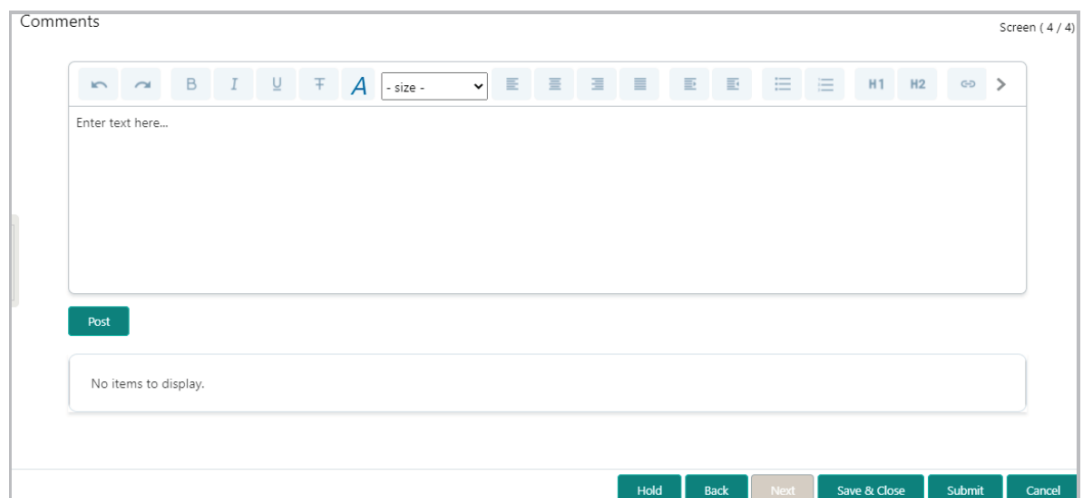 Comments
Screen ( 4 / 4)
B I U T A - size - H1 H2
Enter text here...
Post
No items to display.
Hold Back Next Save & Close Submit Cancel